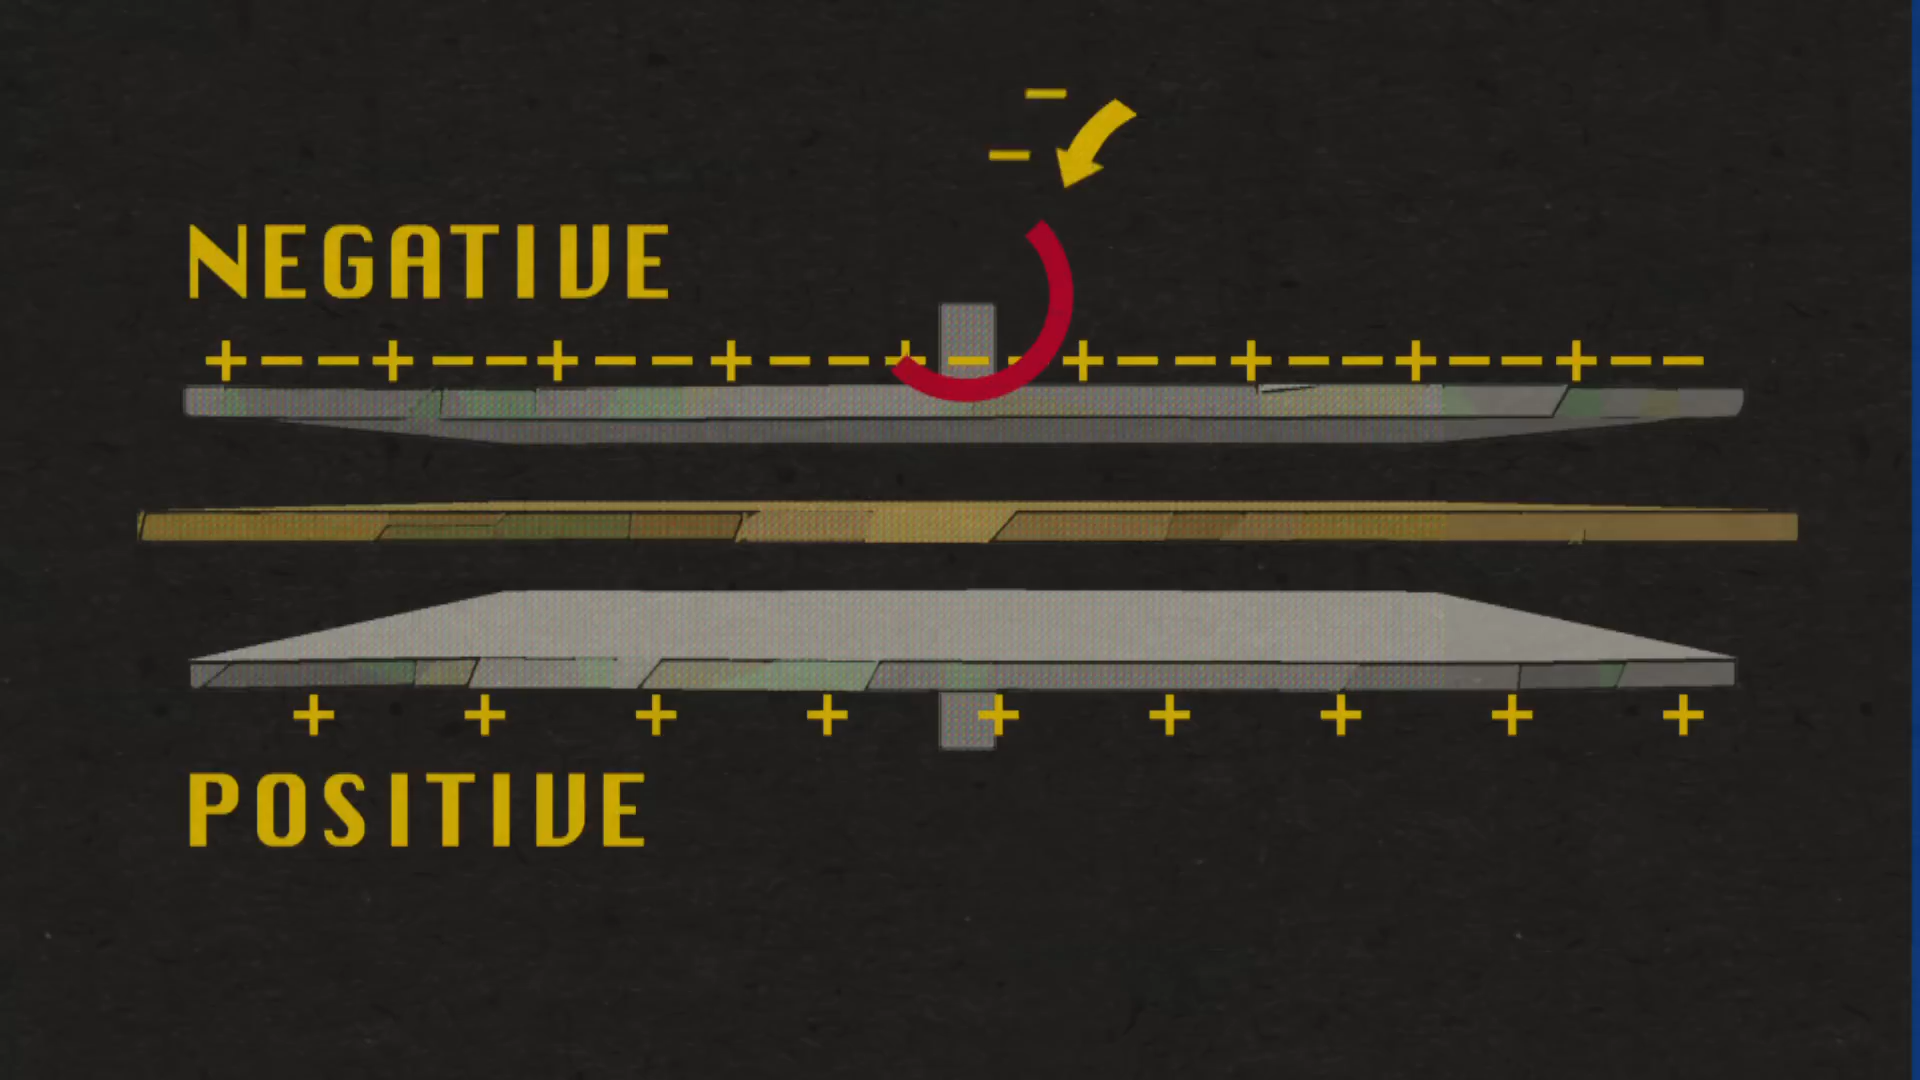 NEGATIVE
+ − − + − − + − − + − − + − − + − − + − − + − − + − −
+ + + + + + + + +
POSITIVE